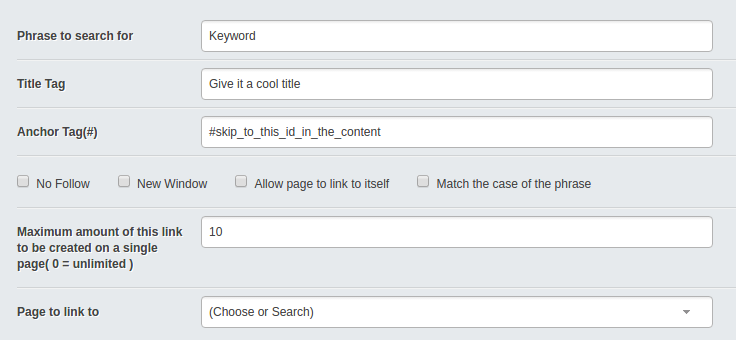 Phrase to search for
Keyword
Title Tag
Give it a cool title
Anchor Tag(#)
#skip_to_this_id_in_the_content
No Follow New Window Allow page to link to itself Match the case of the phrase
Maximum amount of this link
to be created on a single
page( 0 = unlimited )
10
Page to link to
(Choose or Search)